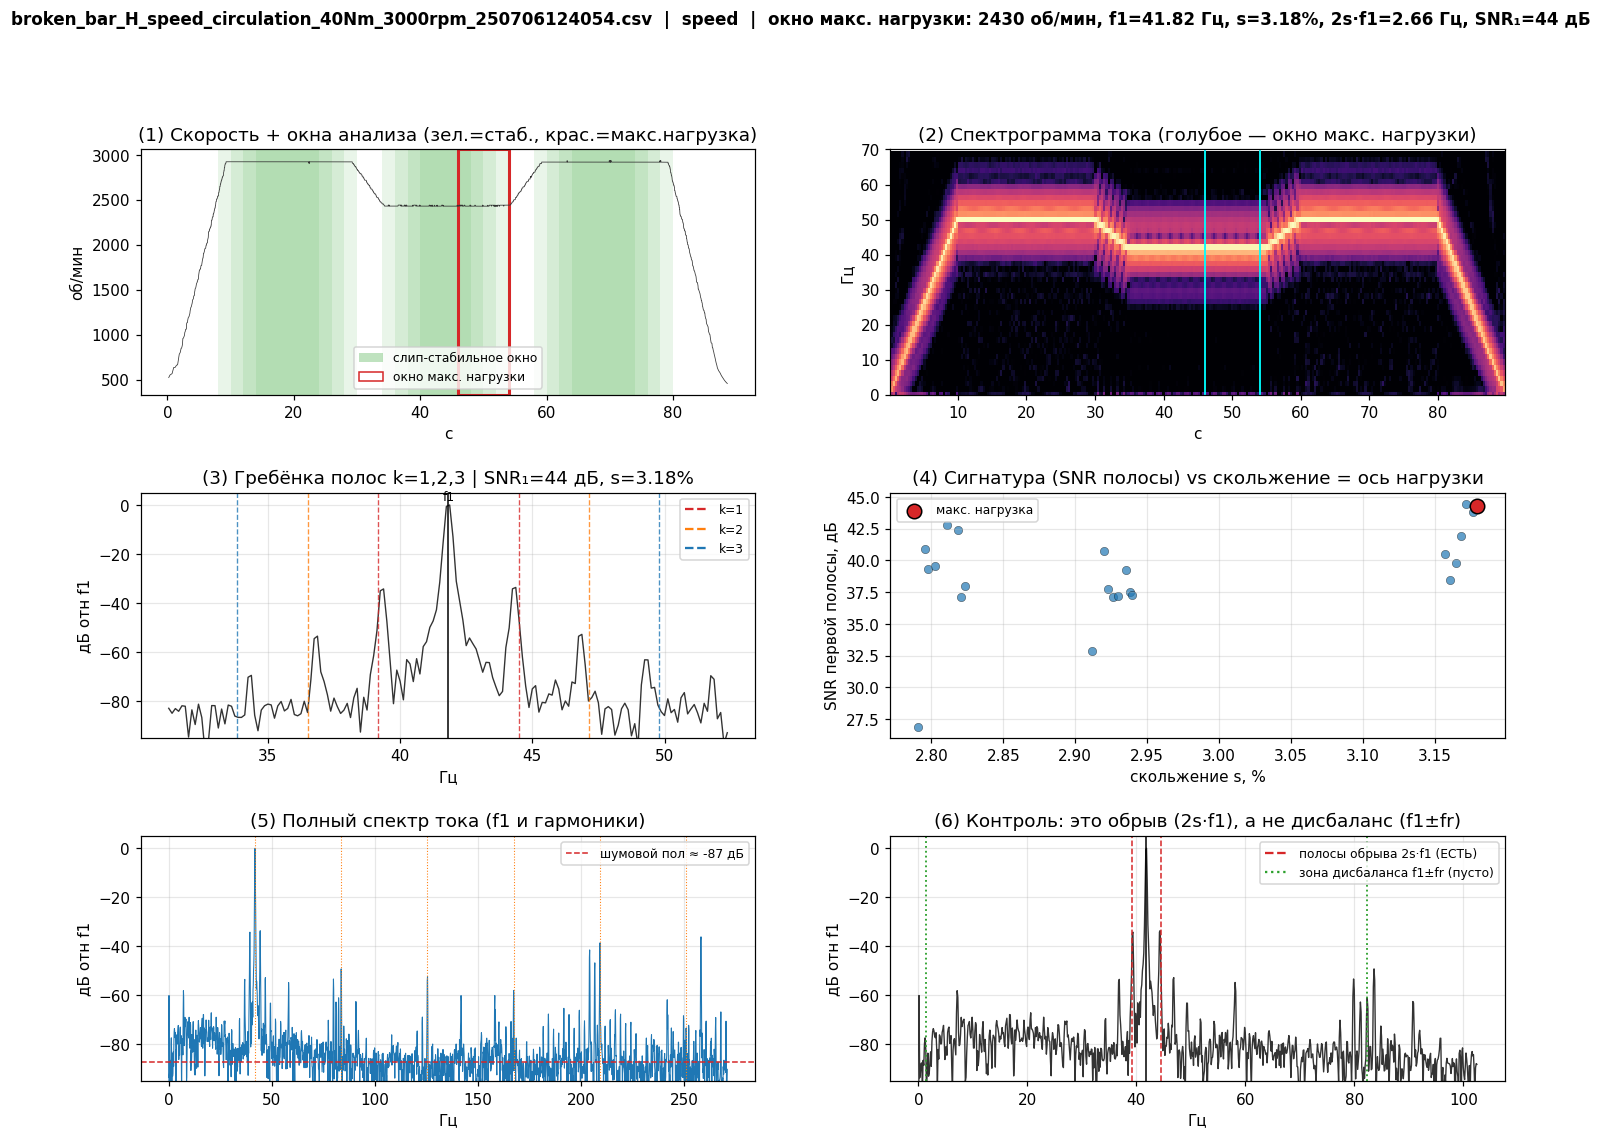 broken_bar_H_speed_circulation_40Nm_3000rpm_250706124054.csv | speed | окно макс. нагрузки: 2430 об/мин, f1=41.82 Гц, s=3.18%, 2s·f1=2.66 Гц, SNR₁=44 дБ
(1) Скорость + окна анализа (зел.=стаб., крас.=макс.нагрузка)
3000
2500
2000
1500
1000
500
об/мин
слип-стабильное окно
окно макс. нагрузки
0 20 40 60 80
с
(2) Спектрограмма тока (голубое — окно макс. нагрузки)
70
60
50
40
30
20
10
0
Гц
10 20 30 40 50 60 70 80
с
(3) Гребёнка полос k=1,2,3 | SNR₁=44 дБ, s=3.18%
f1
k=1
k=2
k=3
0
−20
−40
−60
−80
дБ отн f1
35 40 45 50
Гц
(4) Сигнатура (SNR полосы) vs скольжение = ось нагрузки
макс. нагрузка
45.0
42.5
40.0
37.5
35.0
32.5
30.0
27.5
SNR первой полосы, дБ
2.80 2.85 2.90 2.95 3.00 3.05 3.10 3.15
скольжение s, %
(5) Полный спектр тока (f1 и гармоники)
шумовой пол ≈ -87 дБ
0
−20
−40
−60
−80
дБ отн f1
0 50 100 150 200 250
Гц
(6) Контроль: это обрыв (2s·f1), а не дисбаланс (f1±fr)
полосы обрыва 2s·f1 (ЕСТЬ)
зона дисбаланса f1±fr (пусто)
0
−20
−40
−60
−80
дБ отн f1
0 20 40 60 80 100
Гц